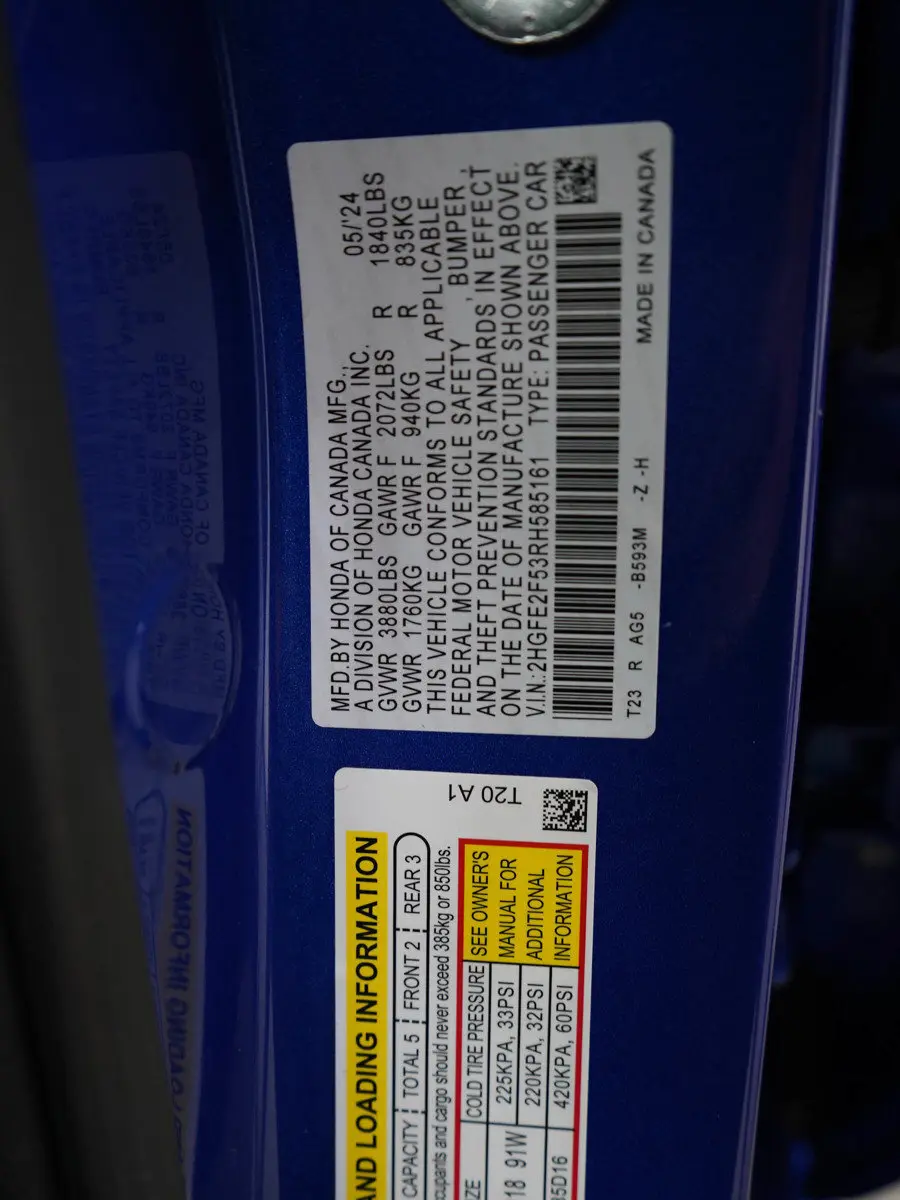 MFD.BY HONDA OF CANADA MFG.,
A DIVISION OF HONDA CANADA INC. 05/'24
GVWR 3880LBS GAWR F 2072LBS R 1840LBS
GVWR 1760KG GAWR F 940KG R 835KG
THIS VEHICLE CONFORMS TO ALL APPLICABLE
FEDERAL MOTOR VEHICLE SAFETY, BUMPER,
AND THEFT PREVENTION STANDARDS IN EFFECT
ON THE DATE OF MANUFACTURE SHOWN ABOVE.
V.I.N.:2HGFE2F53RH585161 TYPE: PASSENGER CAR
T23 R AG5 -B593M -Z -H MADE IN CANADA
T20 A1
AND LOADING INFORMATION
CAPACITY TOTAL 5 FRONT 2 REAR 3
cupants and cargo should never exceed 385kg or 850lbs.
COLD TIRE PRESSURE
18 91W 225KPA, 33PSI
220KPA, 32PSI
5D16 420KPA, 60PSI
SEE OWNER'S
MANUAL FOR
ADDITIONAL
INFORMATION